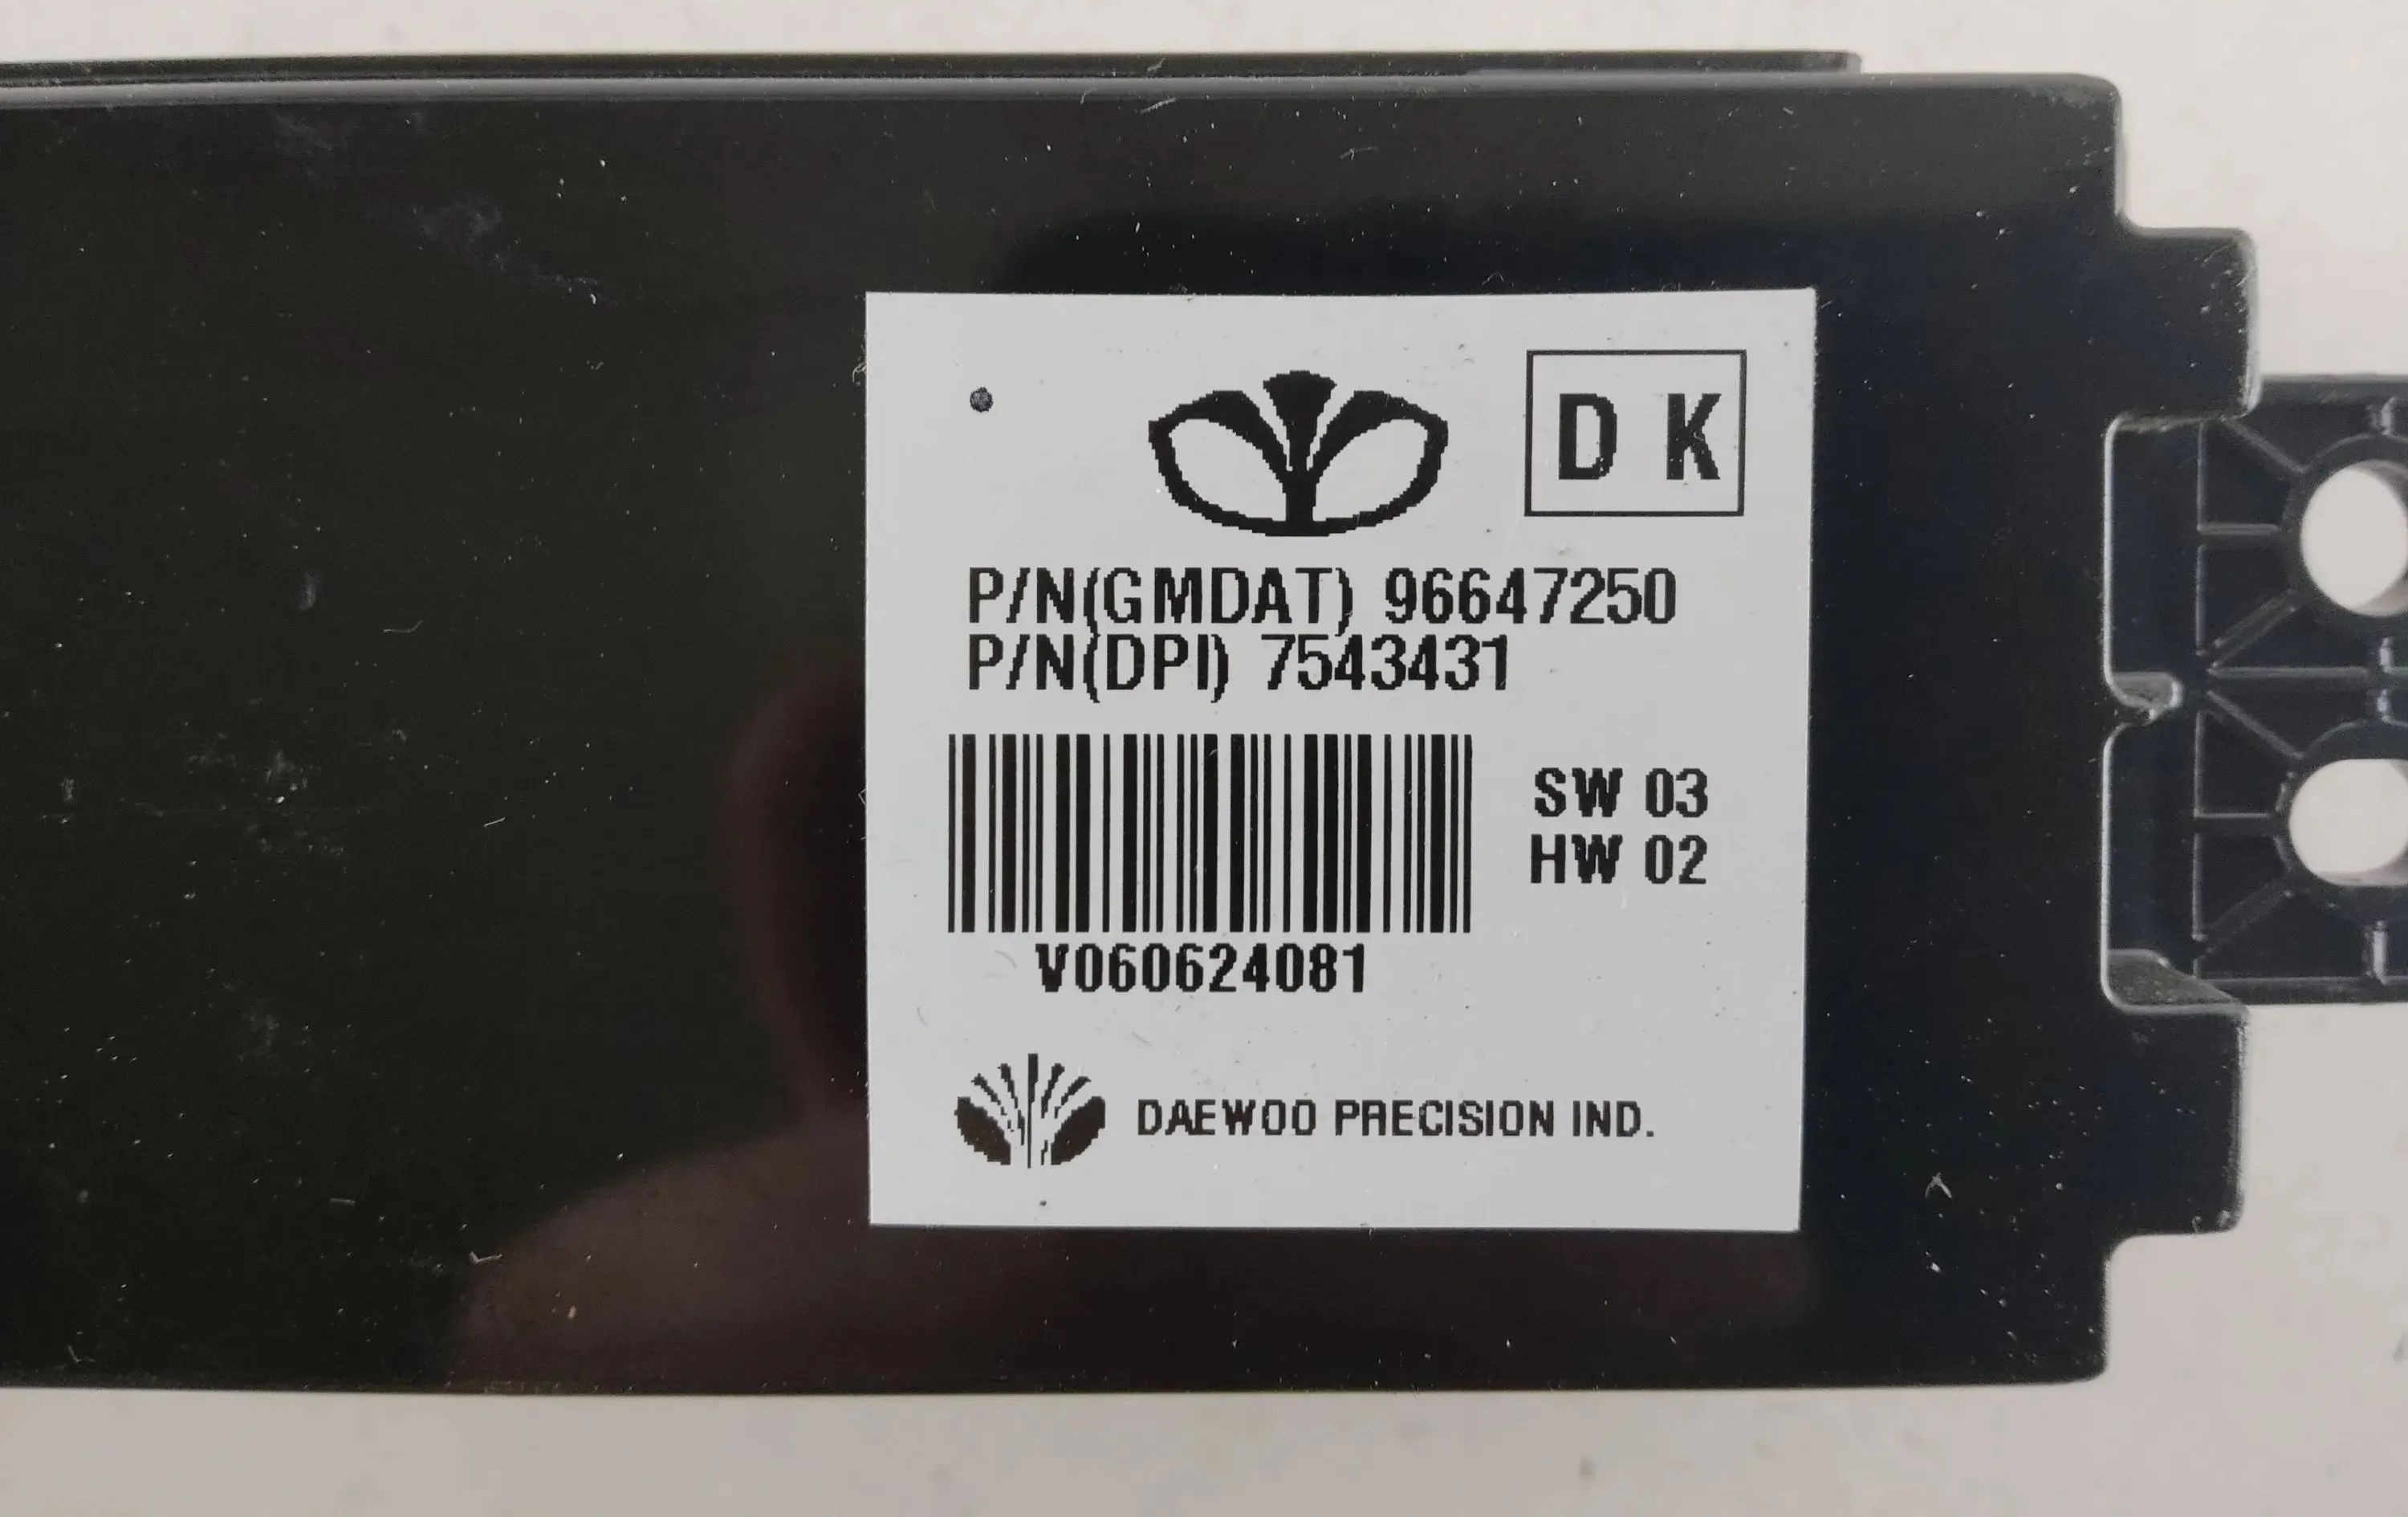 D K
P/N(GMDAT) 96647250
P/N(DPI) 7543431
SW 03
HW 02
V060624081
DAEWOO PRECISION IND.